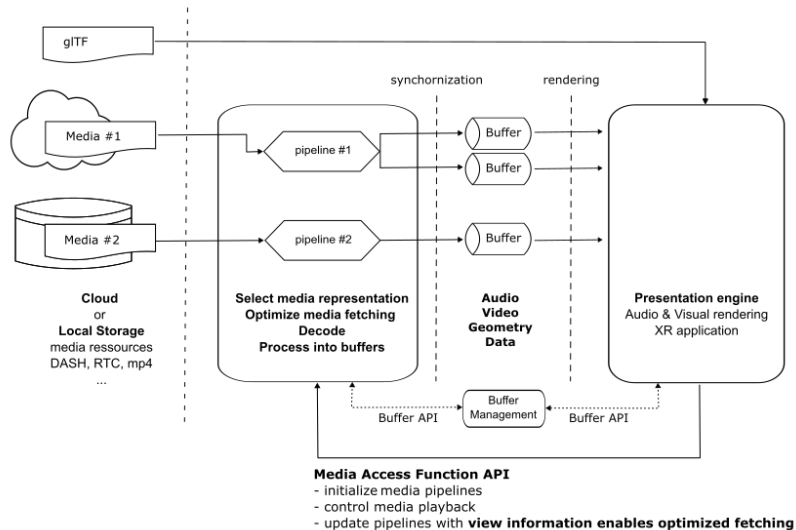 glTF
synchornization
rendering
Media #1
pipeline #1
Buffer
Buffer
Media #2
pipeline #2
Buffer
Cloud
or
Local Storage
media ressources
DASH, RTC, mp4
...
Select media representation
Optimize media fetching
Decode
Process into buffers
Audio
Video
Geometry
Data
Presentation engine
Audio & Visual rendering
XR application
Buffer API
Buffer
Management
Buffer API
Media Access Function API
- initialize media pipelines
- control media playback
- update pipelines with view information enables optimized fetching